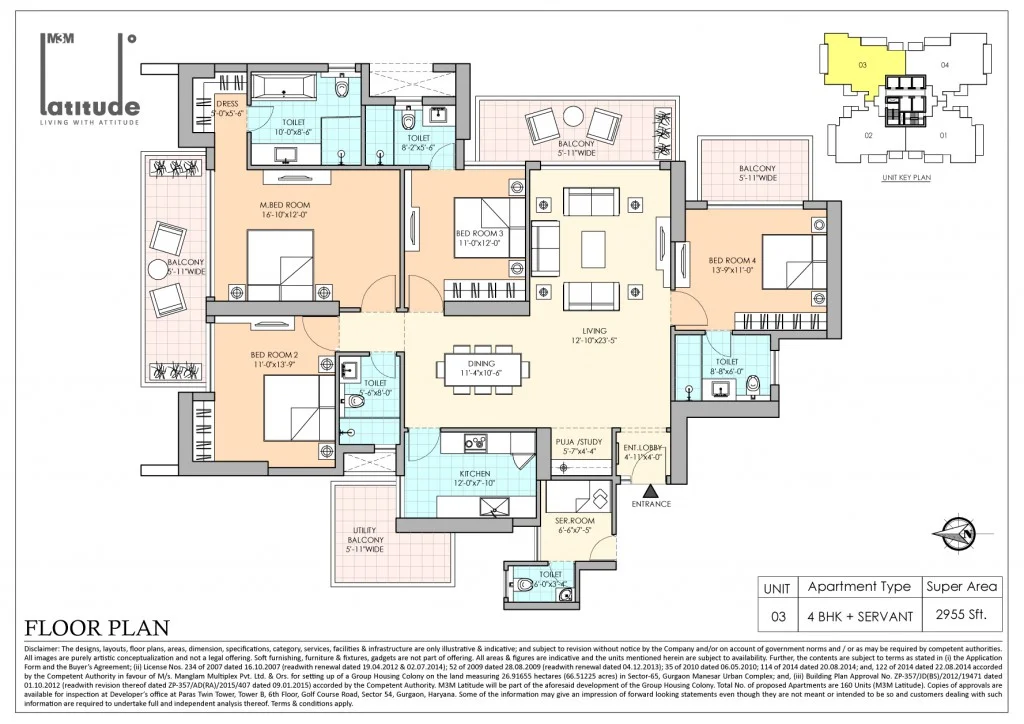 M3M
latitude
LIVING WITH ATTITUDE
DRESS
5'-0"x5'-6"
TOILET
10'-0"x8'-6"
TOILET
8'-2"x5'-6"
BALCONY
5'-11"WIDE
BALCONY
5'-11"WIDE
03
04
02
01
UNIT KEY PLAN
M.BED ROOM
16'-10"x12'-0"
BED ROOM 3
11'-0"x12'-0"
BALCONY
5'-11"WIDE
BED ROOM 4
13'-9"x11'-0"
LIVING
12'-10"x23'-5"
BED ROOM 2
11'-0"x13'-9"
DINING
11'-4"x10'-6"
TOILET
8'-8"x6'-0"
TOILET
5'-6"x8'-0"
PUJA /STUDY
5'-7"x4'-4"
ENT.LOBBY
4'-11"x4'-0"
KITCHEN
12'-0"x7'-10"
ENTRANCE
SER.ROOM
6'-6"x7'-5"
UTILITY
BALCONY
5'-11"WIDE
TOILET
6'-0"x3'-4"
UNIT Apartment Type Super Area
03 4 BHK + SERVANT 2955 Sft.
FLOOR PLAN
Disclaimer: The designs, layouts, floor plans, areas, dimension, specifications, category, services, facilities & infrastructure are only illustrative & indicative; and subject to revision without notice by the Company and/or on account of government norms and / or as may be required by competent authorities.
All images are purely artistic conceptualization and not a legal offering. Soft furnishing, furniture & fixtures, gadgets are not part of offering. All areas & figures are indicative and the units mentioned herein are subject to availability. Further, the contents are subject to terms as stated in (i) the Application
Form and the Buyer's Agreement; (ii) License Nos. 234 of 2007 dated 16.10.2007 (readwith renewal dated 19.04.2012 & 02.07.2014); 52 of 2009 dated 28.08.2009 (readwith renewal dated 04.12.2013); 35 of 2010 dated 06.05.2010; 114 of 2014 dated 20.08.2014; and, 122 of 2014 dated 22.08.2014 accorded
by the Competent Authority in favour of M/s. Manglam Multiplex Pvt. Ltd. & Ors. for setting up of a Group Housing Colony on the land measuring 26.91655 hectares (66.51225 acres) in Sector-65, Gurgaon Manesar Urban Complex; and, (iii) Building Plan Approval No. ZP-357/JD(BS)/2012/19471 dated
01.10.2012 (readwith revision thereof dated ZP-357/AD(RA)/2015/407 dated 09.01.2015) accorded by the Competent Authority. M3M Latitude will be part of the aforesaid development of the Group Housing Colony. Total No. of proposed Apartments are 160 Units (M3M Latitude). Copies of approvals are
available for inspection at Developer's office at Paras Twin Tower, Tower B, 6th Floor, Golf Course Road, Sector 54, Gurgaon, Haryana. Some of the information may give an impression of forward looking statements even though they are not meant or intended to be so and customers dealing with such
information are required to undertake full and independent analysis thereof. Terms & conditions apply.